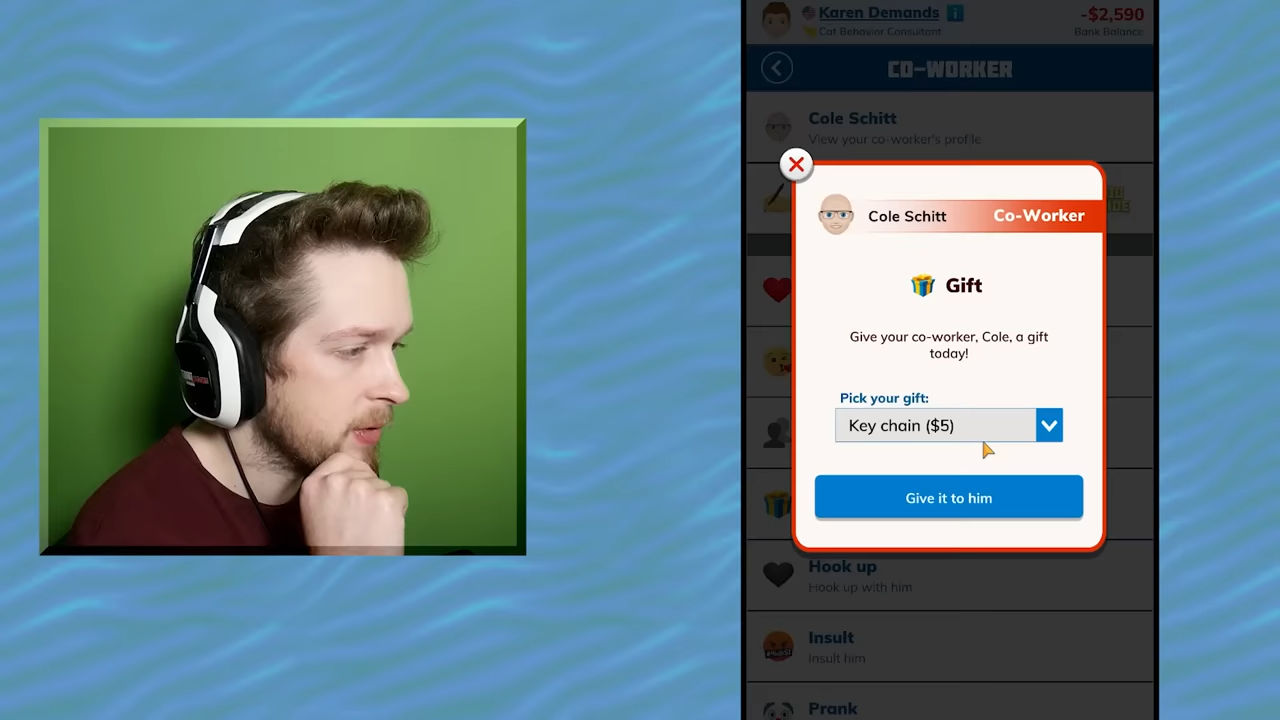 Karen Demands
-$2,590
Cat Behavior Consultant
Bank Balance
CO-WORKER
Cole Schitt
View your co-worker's profile
Cole Schitt
Co-Worker
Gift
Give your co-worker, Cole, a gift
today!
Pick your gift:
Key chain ($5)
Give it to him
Hook up
Hook up with him
Insult
Insult him
Prank